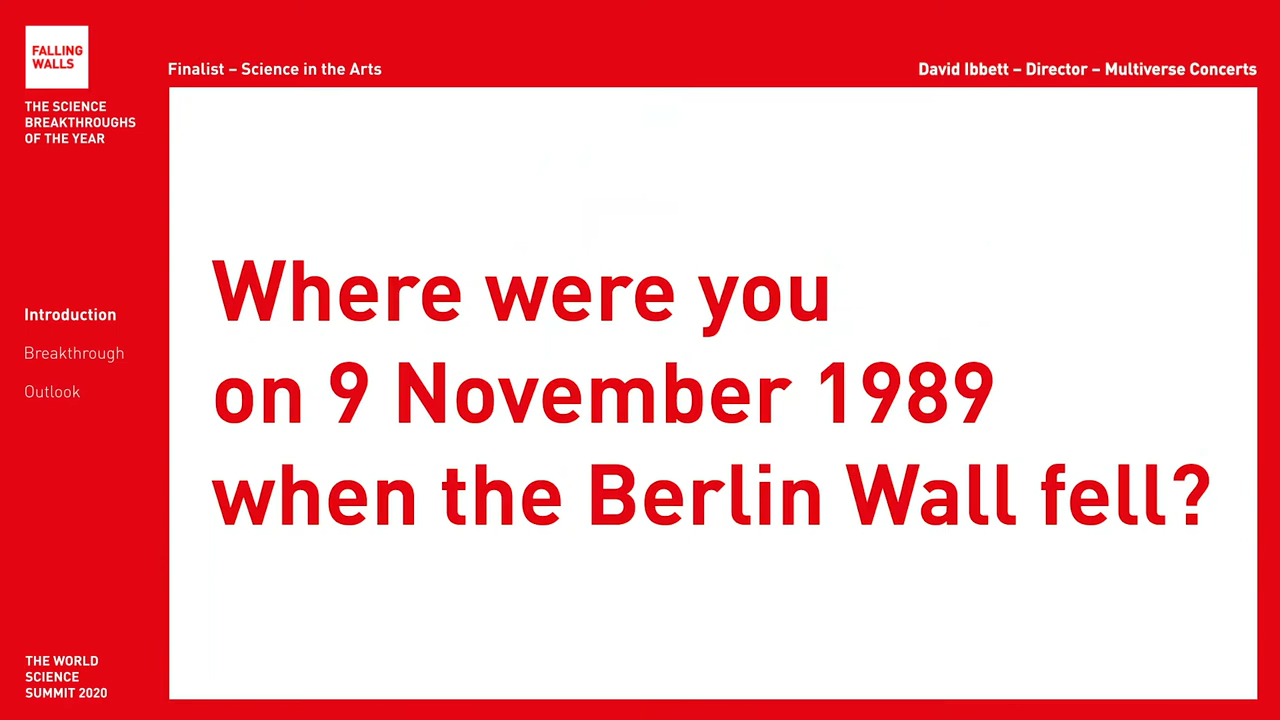 FALLING
WALLS
THE SCIENCE
BREAKTHROUGHS
OF THE YEAR
Finalist – Science in the Arts
David Ibbett – Director – Multiverse Concerts
Introduction
Breakthrough
Outlook
Where were you
on 9 November 1989
when the Berlin Wall fell?
THE WORLD
SCIENCE
SUMMIT 2020